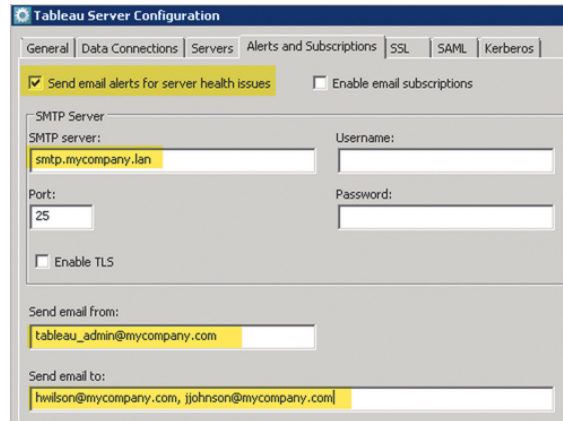 Tableau Server Configuration
General Data Connections Servers Alerts and Subscriptions SSL SAML Kerberos
Send email alerts for server health issues Enable email subscriptions
SMTP Server
SMTP server: Username:
smtp.mycompany.lan
Port: Password:
25
Enable TLS
Send email from:
tableau_admin@mycompany.com
Send email to:
hwilson@mycompany.com, jjohnson@mycompany.com